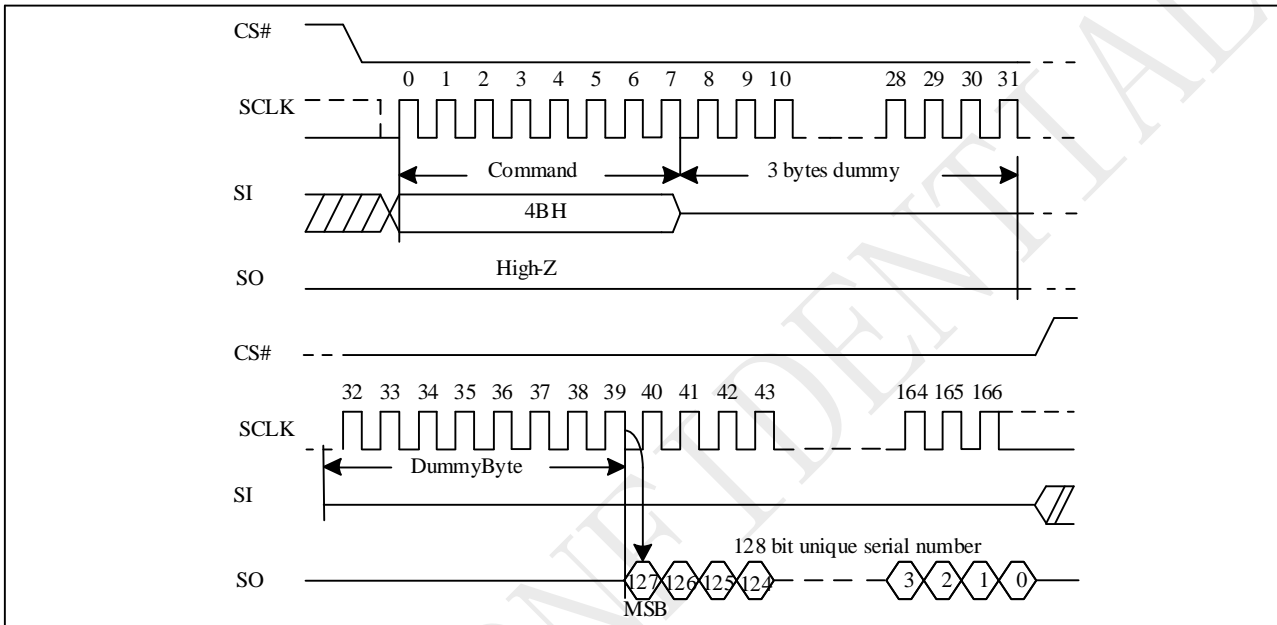 CS#
0 1 2 3 4 5 6 7 8 9 10 28 29 30 31
SCLK
Command 3 bytes dummy
SI
4BH
High-Z
SO
CS#
32 33 34 35 36 37 38 39 40 41 42 43 164 165 166
SCLK
DummyByte
SI
128 bit unique serial number
SO 127 126 125 124 3 2 1 0
MSB